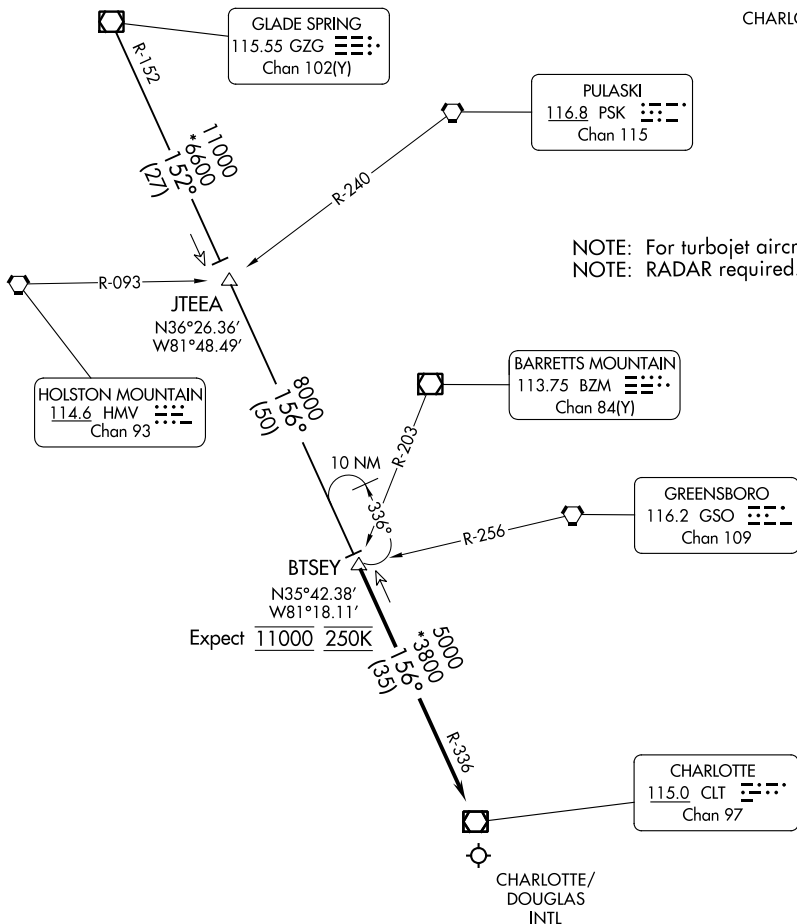 CHARLO
GLADE SPRING
115.55 GZG
Chan 102(Y)
R-152
PULASKI
116.8 PSK
Chan 115
11000
*6600
152°
(27)
R-240
NOTE: For turbojet aircr
NOTE: RADAR required.
R-093
JTEEA
N36°26.36'
W81°48.49'
HOLSTON MOUNTAIN
114.6 HMV
Chan 93
BARRETTS MOUNTAIN
113.75 BZM
Chan 84(Y)
8000
156°
(50)
R-203
10 NM
336°
GREENSBORO
116.2 GSO
Chan 109
R-256
BTSEY
N35°42.38'
W81°18.11'
Expect 11000 250K
5000
*3800
156°
(35)
R-336
CHARLOTTE
115.0 CLT
Chan 97
CHARLOTTE/
DOUGLAS
INTL